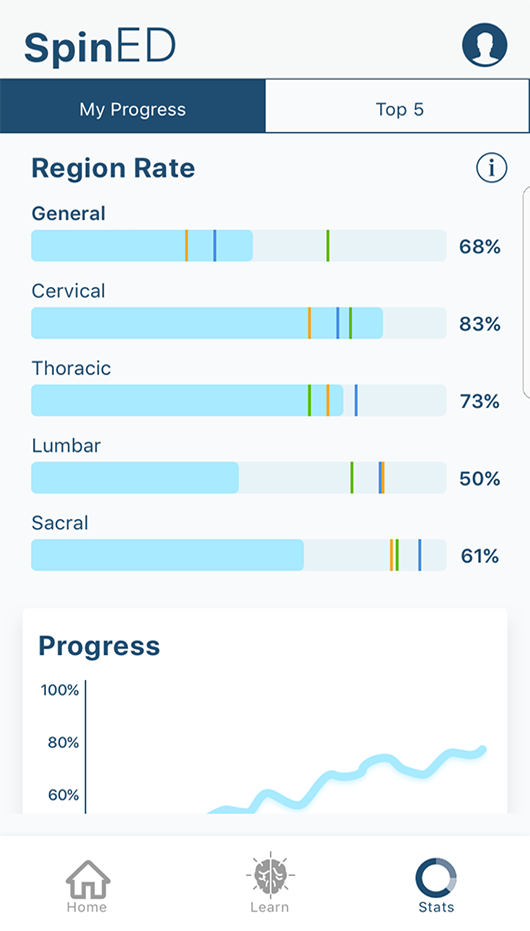 SpinED
My Progress
Top 5
Region Rate
i
General
68%
Cervical
83%
Thoracic
73%
Lumbar
50%
Sacral
61%
Progress
100%
80%
60%
Home
Learn
Stats